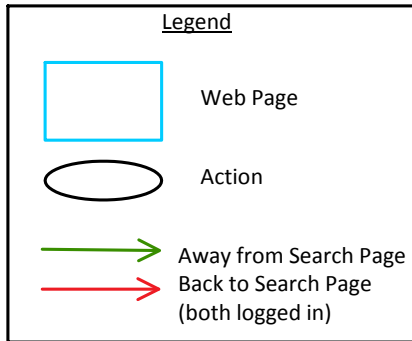 Legend
Web Page
Action
Away from Search Page
Back to Search Page
(both logged in)